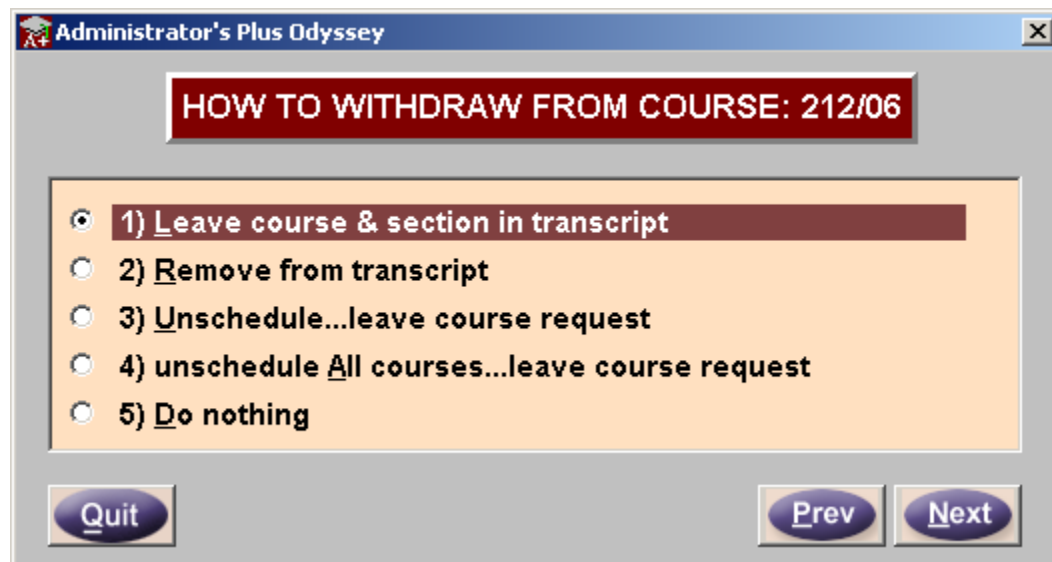 Administrator's Plus Odyssey
HOW TO WITHDRAW FROM COURSE: 212/06
1) Leave course & section in transcript
2) Remove from transcript
3) Unschedule...leave course request
4) unschedule All courses...leave course request
5) Do nothing
Quit
Prev
Next